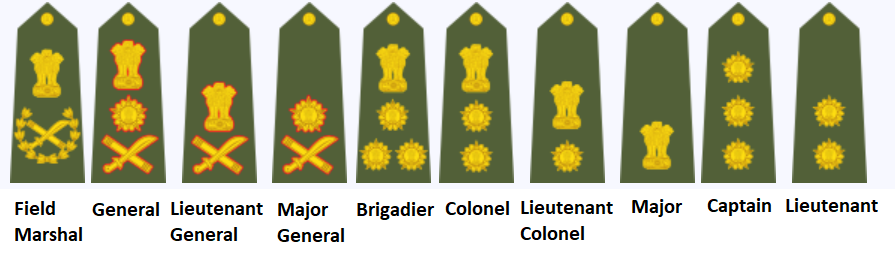 Field Marshal
General
Lieutenant General
Major General
Brigadier
Colonel
Lieutenant Colonel
Major
Captain
Lieutenant